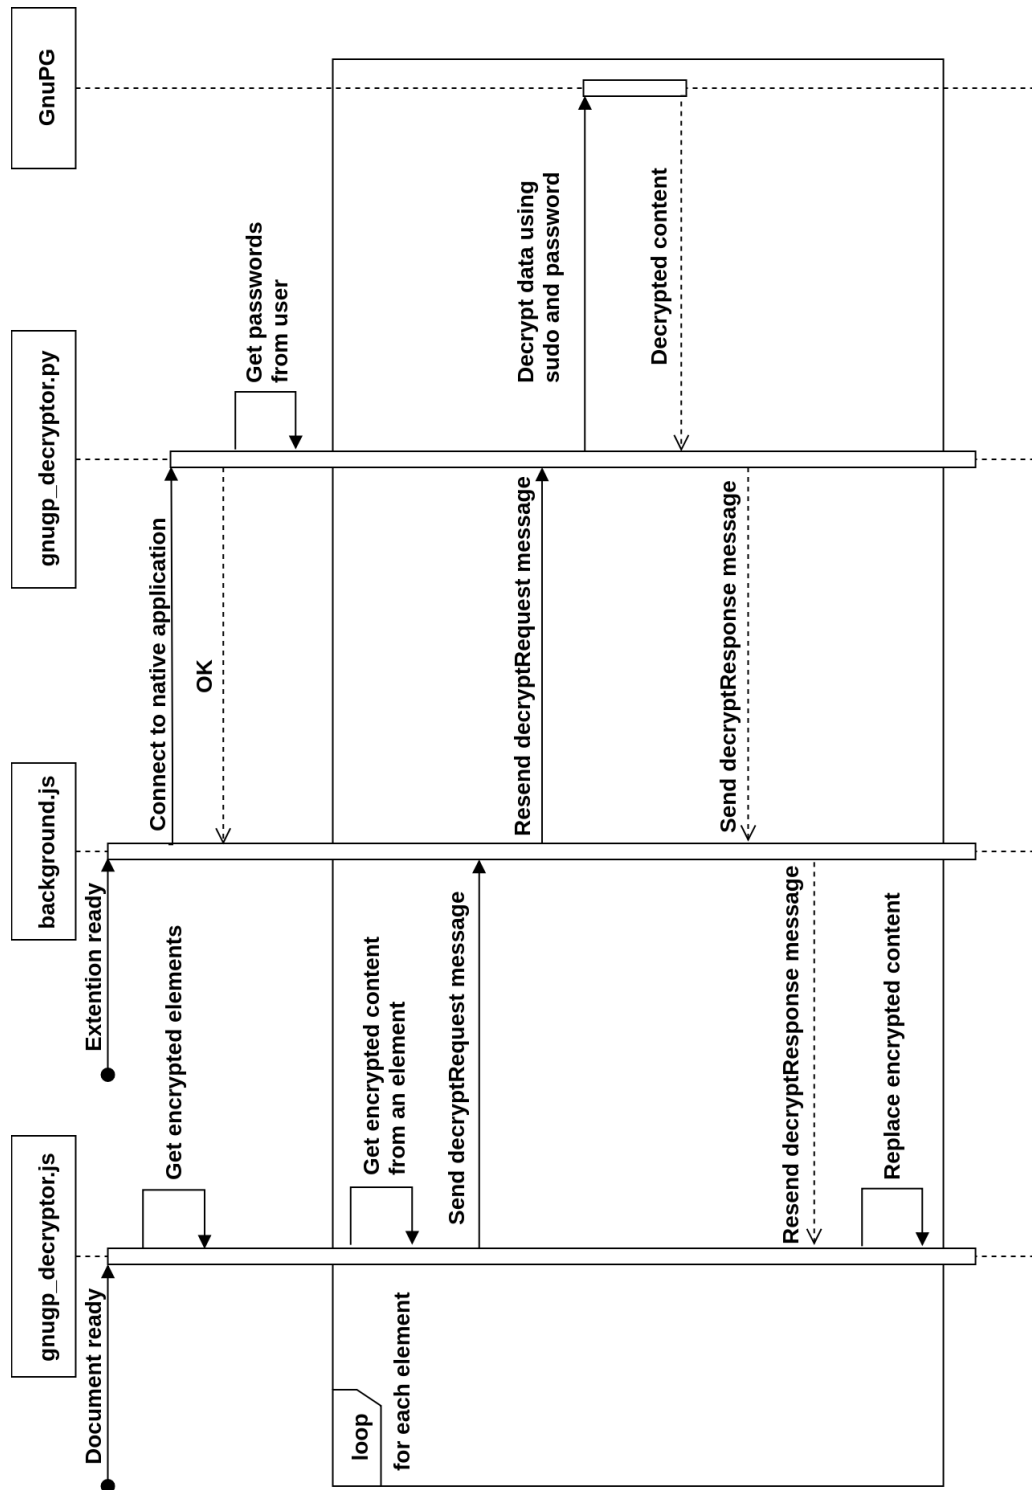 gnugp_decryptor.js
background.js
gnugp_decryptor.py
GnuPG
Document ready
Extention ready
Get encrypted elements
Connect to native application
OK
Get passwords
from user
loop
for each element
Get encrypted content
from an element
Send decryptRequest message
Resend decryptRequest message
Decrypt data using
sudo and password
Decrypted content
Send decryptResponse message
Resend decryptResponse message
Replace encrypted content